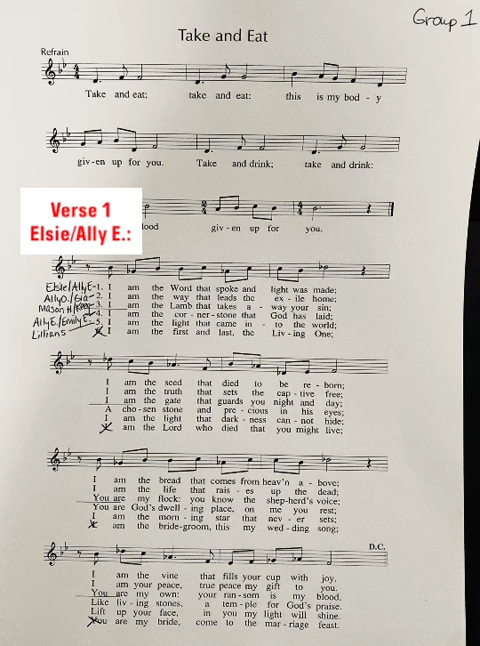 Group 1
Take and Eat
Refrain
Take and eat; take and eat: this is my bod - y
giv-en up for you. Take and drink; take and drink:
Verse 1
Elsie/Ally E.:
lood giv - en up for you.
Elsie/Ally E- 1. I am the Word that spoke and light was made;
AllyO./Gia- 2. I am the way that leads the ex - ile home;
Mason H/ 3. I am the Lamb that takes a - way your sin;
4. I am the cor - ner-stone that God has laid;
AllyE/Emily E. 5. I am the light that came in - to the world;
Lillians I am the first and last, the Liv - ing One;
I am the seed that died to be re - born;
I am the truth that sets the cap - tive free;
I am the gate that guards you night and day;
A cho - sen stone and pre - cious in his eyes;
I am the light that dark - ness can - not hide;
I am the Lord who died that you might live;
I am the bread that comes from heav'n a - bove;
I am the life that rais - es up the dead;
You are my flock: you know the shep-herd's voice;
You are God's dwell - ing place, on me you rest;
I am the morn - ing star that nev - er sets;
I am the bride-groom, this my wed - ding song;
D.C.
I am the vine that fills your cup with joy.
I am your peace, true peace my gift to you.
You are my own: your ran - som is my blood.
Like liv - ing stones, a tem - ple for God's praise.
Lift up your face, in you my light will shine.
You are my bride, come to the mar - riage feast.